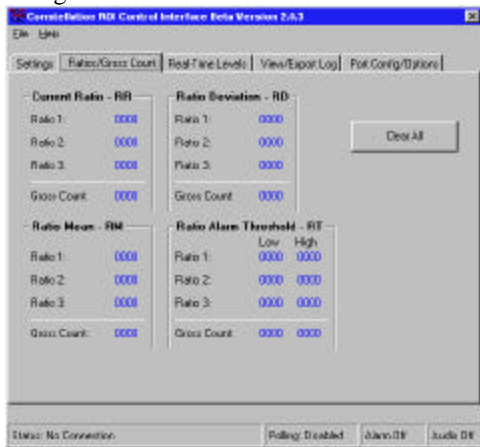 Constellation ROI Control Interface Beta Version 2.0.3
File Help
Settings Ratios/Gross Count Real-Time Levels View/Export Log Port Config/Options
Current Ratio - RR Ratio Deviation - RD
Ratio 1: 0000 Ratio 1: 0000
Clear All
Ratio 2: 0000 Ratio 2: 0000
Ratio 3: 0000 Ratio 3: 0000
Gross Count: 0000 Gross Count: 0000
Ratio Mean - RM Ratio Alarm Threshold - RT
Low High
Ratio 1: 0000 Ratio 1: 0000 0000
Ratio 2: 0000 Ratio 2: 0000 0000
Ratio 3: 0000 Ratio 3: 0000 0000
Gross Count: 0000 Gross Count: 0000 0000
Status: No Connection Polling: Disabled Alarm Off Audio Off